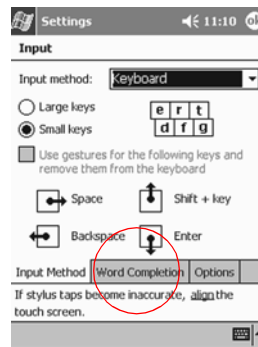 Settings 11:10 ok
Input
Input method: Keyboard
Large keys
e r t
Small keys
d f g
Use gestures for the following keys and
remove them from the keyboard
Space Shift + key
Backspace Enter
Input Method Word Completion Options
If stylus taps become inaccurate, align the
touch screen.